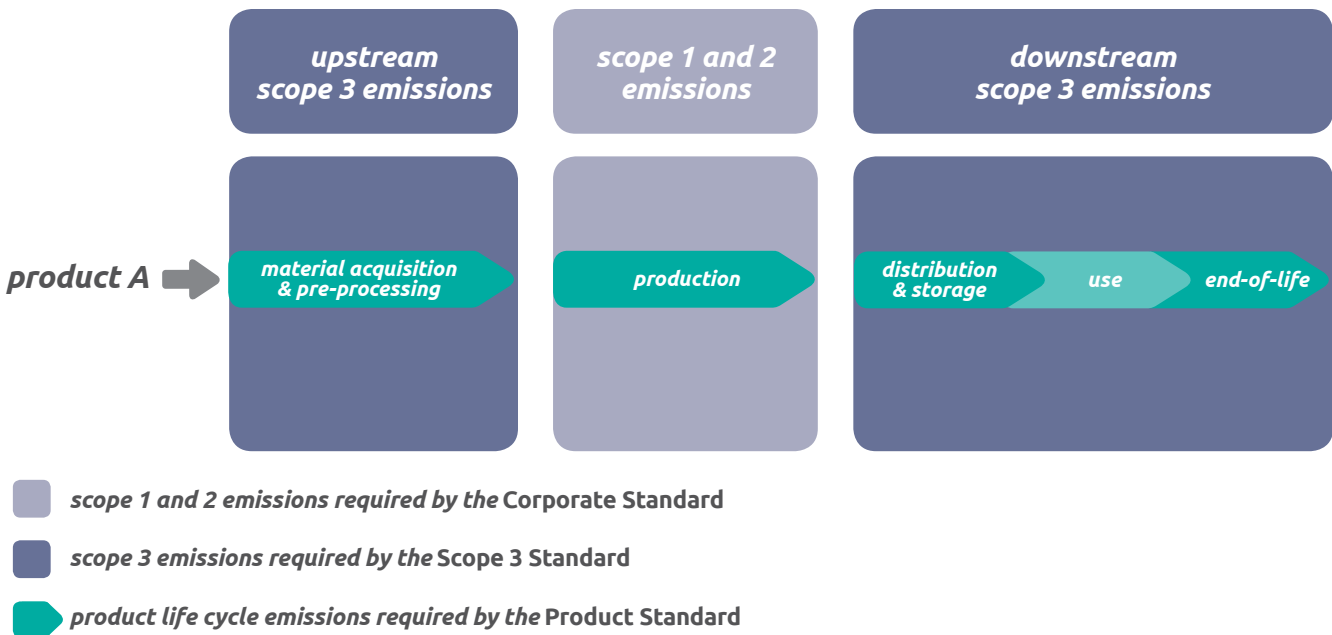 upstream
scope 3 emissions
scope 1 and 2
emissions
downstream
scope 3 emissions
product A
material acquisition
& pre-processing
production
distribution
& storage
use
end-of-life
scope 1 and 2 emissions required by the Corporate Standard
scope 3 emissions required by the Scope 3 Standard
product life cycle emissions required by the Product Standard